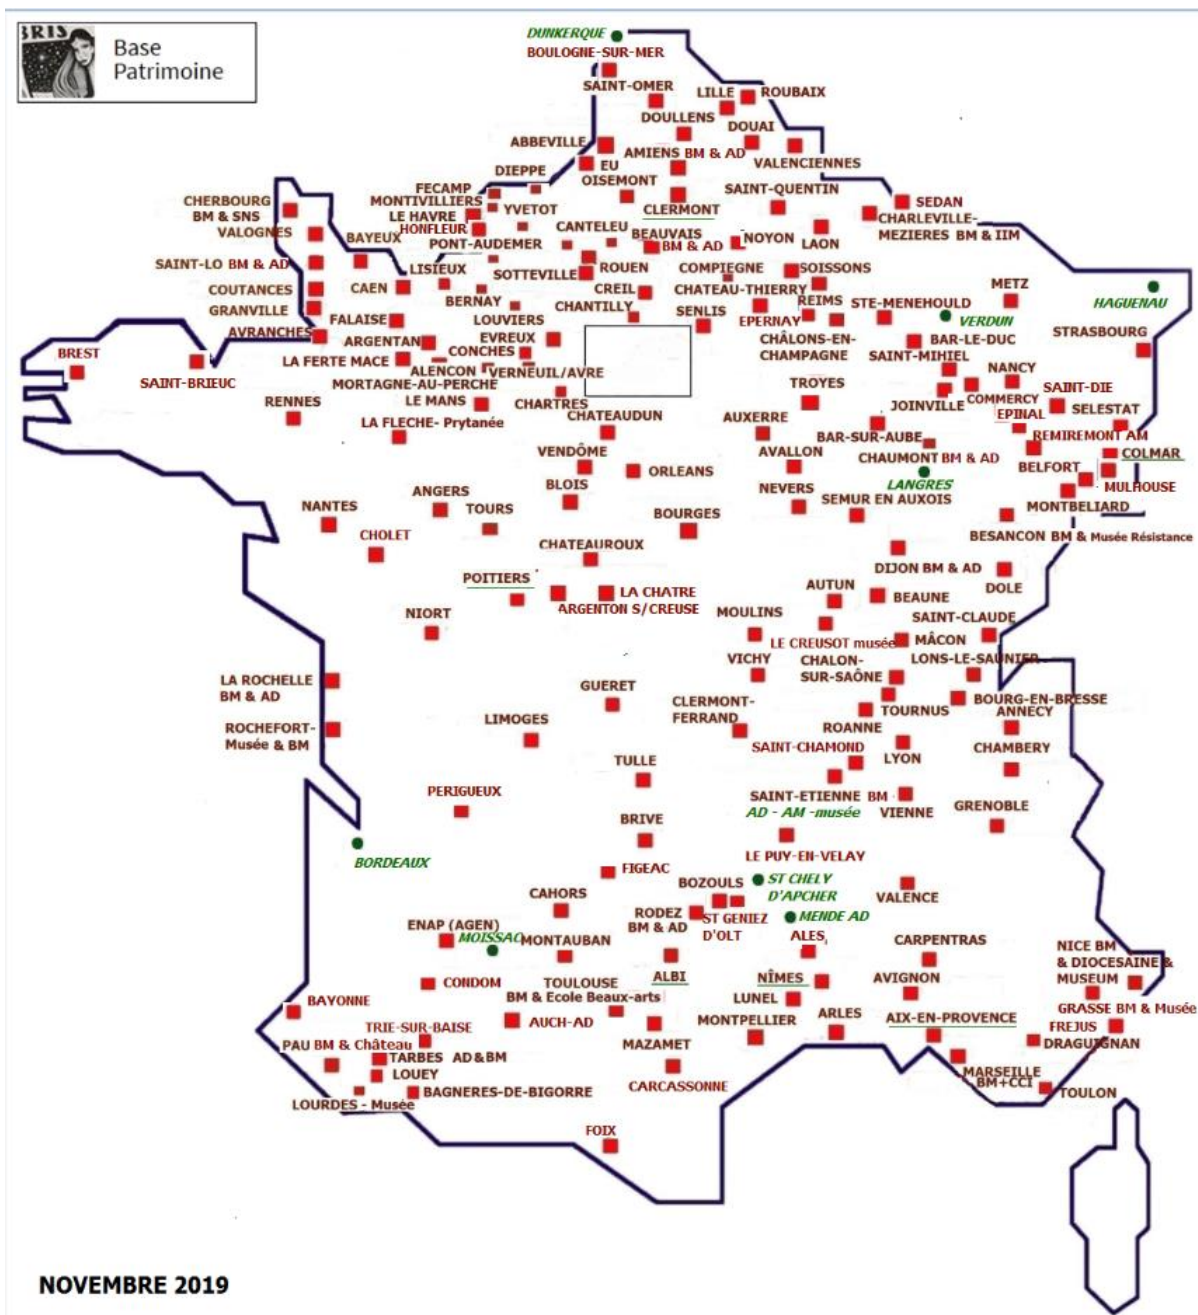 BRIS
Base
Patrimoine
DUNKERQUE
BOULOGNE-SUR-MER
SAINT-OMER
LILLE
ROUBAIX
DOULLENS
DOUAI
ABBEVILLE
AMIENS BM & AD
VALENCIENNES
EU
DIEPPE
OISEMONT
SAINT-QUENTIN
FECAMP
CHERBOURG
BM & SNS
MONTIVILLIERS
YVETOT
CLERMONT
SEDAN
LE HAVRE
CHARLEVILLE-
MEZIERES BM & IIM
HONFLEUR
CANTELEU
BEAUVAIS
BM & AD
NOYON
LAON
VALOGNES
BAYEUX
PONT-AUDEMER
SAINT-LO BM & AD
LISIEUX
SOTTEVILLE
ROUEN
COMPIEGNE
SOISSONS
COUTANCES
CAEN
BERNAY
CREIL
CHATEAU-THIERRY
REIMS
METZ
HAGUENAU
GRANVILLE
FALAISE
LOUVIERS
CHANTILLY
SENLIS
EPERNAY
STE-MENEHOULD
VERDUN
AVRANCHES
ARGENTAN
EVREUX
CHÂLONS-EN-
CHAMPAGNE
BAR-LE-DUC
STRASBOURG
BREST
SAINT-BRIEUC
LA FERTE MACE
CONCHES
SAINT-MIHIEL
ALENCON
VERNEUIL/AVRE
NANCY
MORTAGNE-AU-PERCHE
TROYES
SAINT-DIE
RENNES
LE MANS
CHARTRES
JOINVILLE
COMMERCY
SELESTAT
LA FLECHE- Prytanée
CHATEAUDUN
AUXERRE
EPINAL
BAR-SUR-AUBE
REMIREMONT AM
VENDÔME
ORLEANS
AVALLON
CHAUMONT BM & AD
COLMAR
BELFORT
LANGRES
MULHOUSE
ANGERS
BLOIS
NEVERS
SEMUR EN AUXOIS
MONTBELIARD
NANTES
TOURS
BOURGES
CHOLET
BESANCON BM & Musée Résistance
CHATEAUROUX
DIJON BM & AD
POITIERS
DOLE
LA CHATRE
AUTUN
BEAUNE
ARGENTON S/CREUSE
NIORT
MOULINS
SAINT-CLAUDE
LE CREUSOT musée
MÂCON
VICHY
CHALON-
SUR-SAÔNE
LONS-LE-SAUNIER
LA ROCHELLE
BM & AD
GUERET
CLERMONT-
FERRAND
TOURNUS
BOURG-EN-BRESSE
ANNECY
ROCHEFORT-
Musée & BM
LIMOGES
ROANNE
SAINT-CHAMOND
LYON
CHAMBERY
TULLE
PERIGUEUX
SAINT-ETIENNE BM
AD - AM -musée
VIENNE
GRENOBLE
BRIVE
LE PUY-EN-VELAY
BORDEAUX
FIGEAC
ST CHELY
D'APCHER
BOZOULS
VALENCE
CAHORS
RODEZ
BM & AD
ST GENIEZ
D'OLT
MENDE AD
ENAP (AGEN)
MOISSAC
MONTAUBAN
ALES
CARPENTRAS
NICE BM
& DIOCESAINE &
MUSEUM
CONDOM
TOULOUSE
BM & Ecole Beaux-arts
ALBI
NÎMES
AVIGNON
BAYONNE
LUNEL
GRASSE BM & Musée
AUCH-AD
MONTPELLIER
ARLES
AIX-EN-PROVENCE
FREJUS
TRIE-SUR-BAISE
MAZAMET
DRAGUIGNAN
PAU BM & Château
TARBES AD & BM
LOUEY
CARCASSONNE
MARSEILLE
BM+CCI
BAGNERES-DE-BIGORRE
TOULON
LOURDES - Musée
FOIX
NOVEMBRE 2019